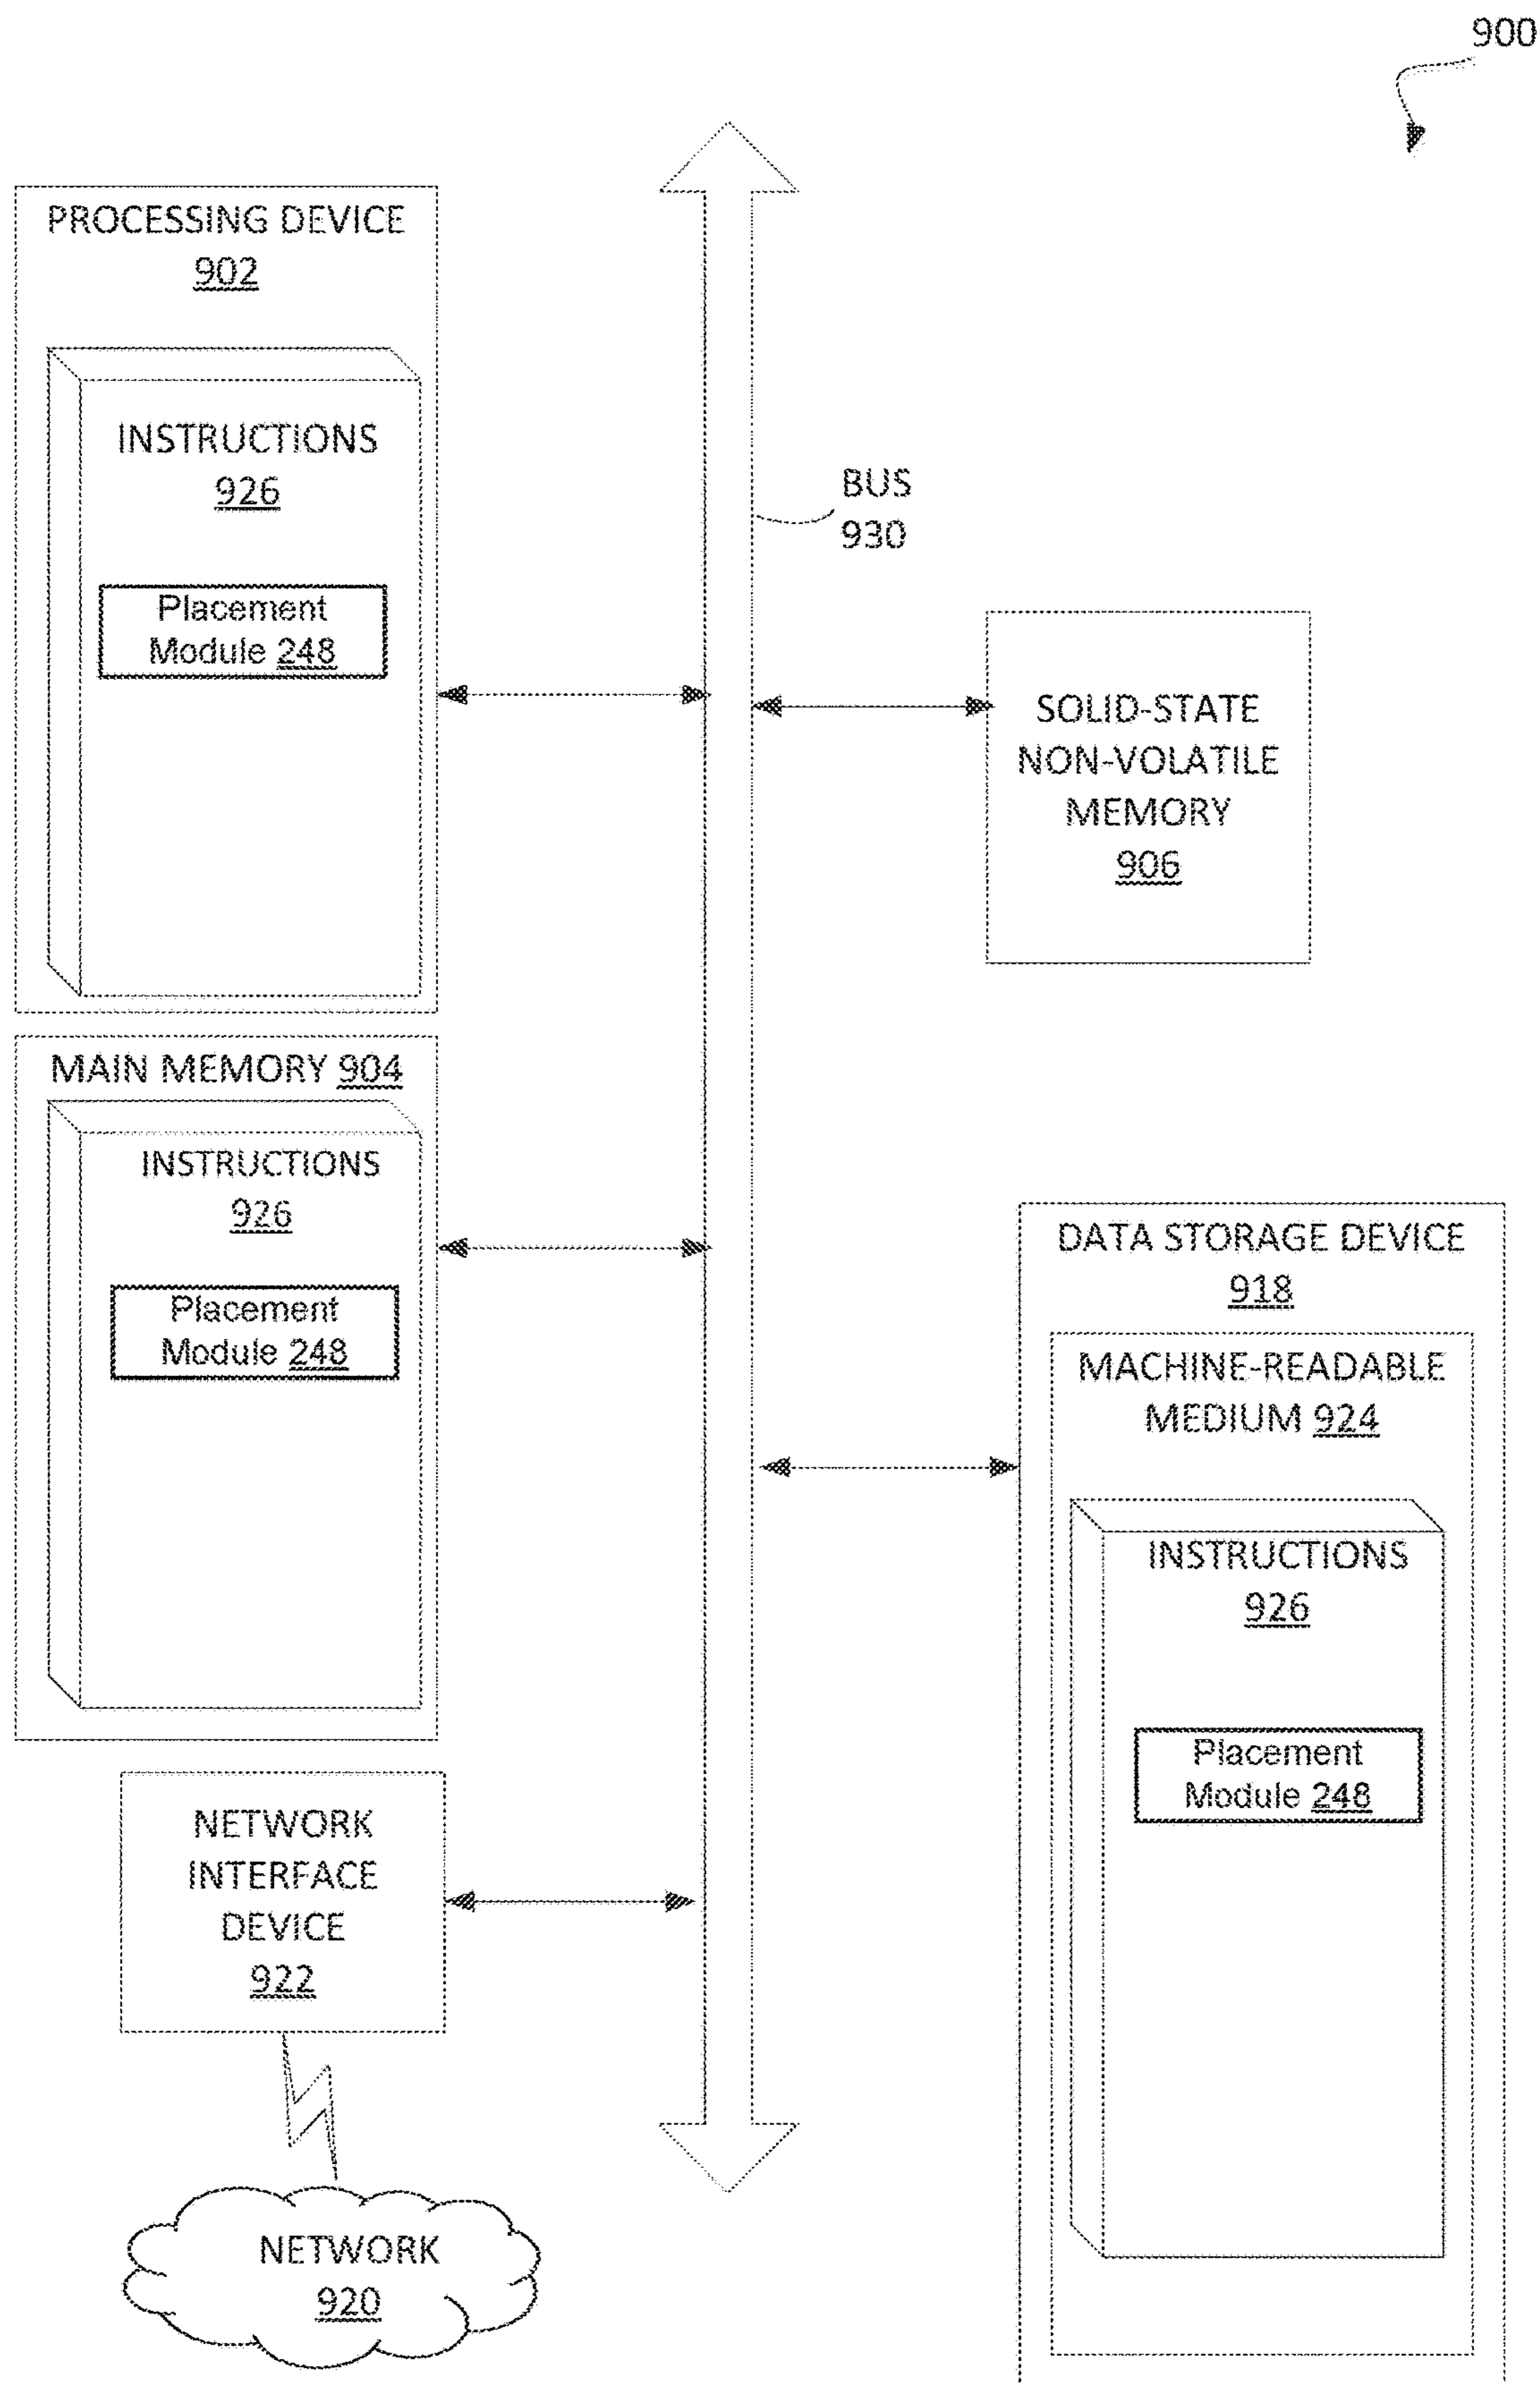 900
PROCESSING DEVICE
902
INSTRUCTIONS
926
Placement
Module 248
BUS
930
SOLID-STATE
NON-VOLATILE
MEMORY
906
MAIN MEMORY 904
INSTRUCTIONS
926
Placement
Module 248
DATA STORAGE DEVICE
918
MACHINE-READABLE
MEDIUM 924
INSTRUCTIONS
926
Placement
Module 248
NETWORK
INTERFACE
DEVICE
922
NETWORK
920